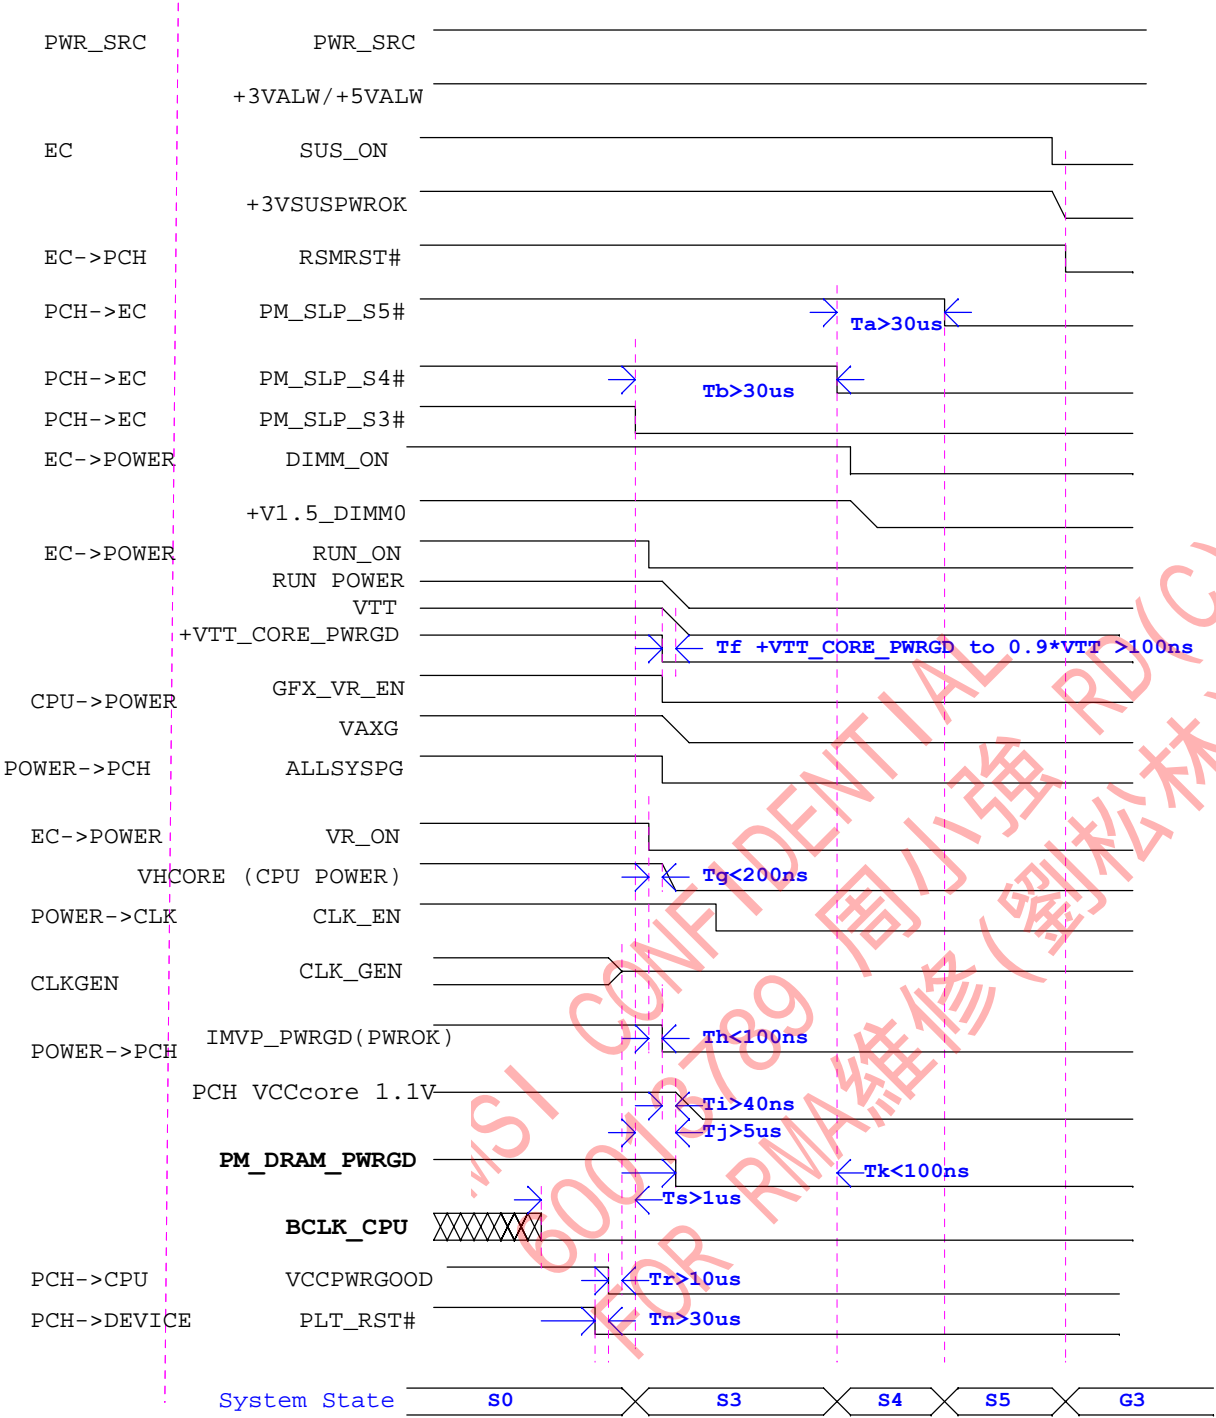 PWR_SRC PWR_SRC
+3VALW/+5VALW
EC SUS_ON
+3VSUSPWROK
EC->PCH RSMRST#
PCH->EC PM_SLP_S5#
Ta>30us
PCH->EC PM_SLP_S4#
Tb>30us
PCH->EC PM_SLP_S3#
EC->POWER DIMM_ON
+V1.5_DIMM0
EC->POWER RUN_ON
RUN POWER
VTT
+VTT_CORE_PWRGD
Tf +VTT_CORE_PWRGD to 0.9*VTT >100ns
GFX_VR_EN
CPU->POWER
VAXG
POWER->PCH ALLSYSPG
EC->POWER VR_ON
VHCORE (CPU POWER) Tg<200ns
POWER->CLK CLK_EN
CLK_GEN
CLKGEN
IMVP_PWRGD(PWROK) Th<100ns
POWER->PCH
PCH VCCcore 1.1V
Ti>40ns
Tj>5us
PM_DRAM_PWRGD
Tk<100ns
Ts>1us
BCLK_CPU
PCH->CPU VCCPWRGOOD Tr>10us
PCH->DEVICE PLT_RST# Tn>30us
System State S0 S3 S4 S5 G3
MSI CONFIDENTIAL
60013789 周小強 RD(C)
FOR RMA維修(劉松林)